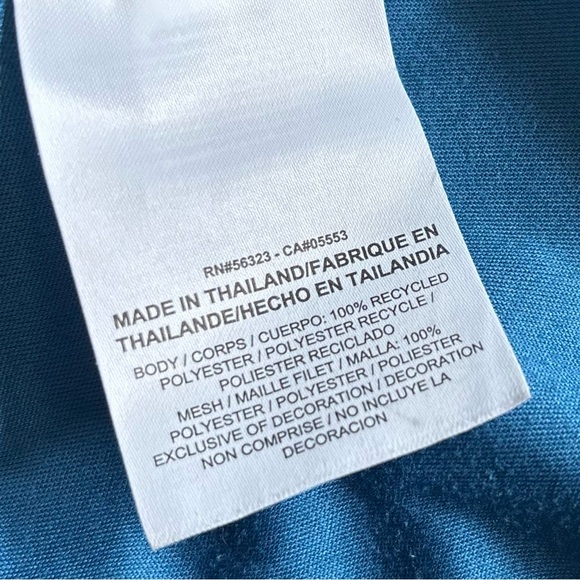 RN#56323 - CA#05553
MADE IN THAILAND/FABRIQUE EN
THAILANDE/HECHO EN TAILANDIA
BODY / CORPS / CUERPO: 100% RECYCLED
POLYESTER / POLYESTER RECYCLE /
POLIESTER RECICLADO
MESH / MAILLE FILET / MALLA: 100%
POLYESTER / POLYESTER / POLIESTER
EXCLUSIVE OF DECORATION / DECORATION
NON COMPRISE / NO INCLUYE LA
DECORACION